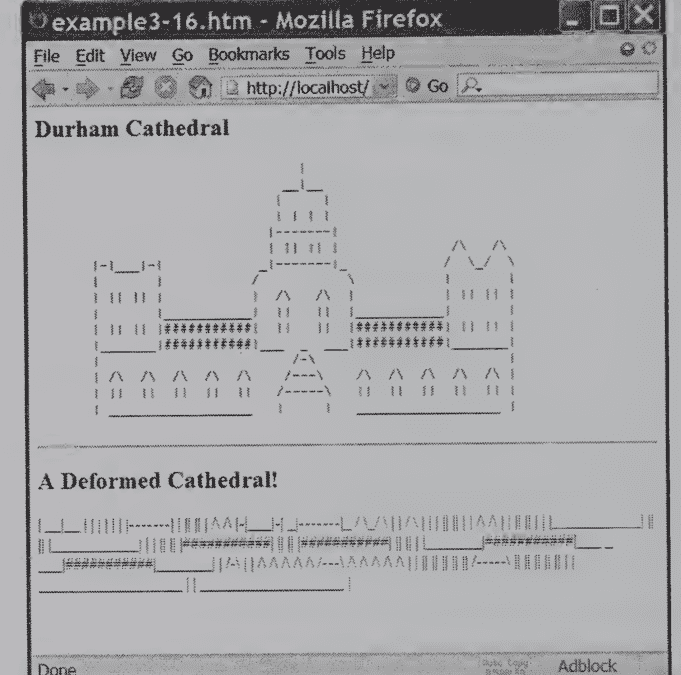 example3-16.htm - Mozilla Firefox
File Edit View Go Bookmarks Tools Help
http://localhost/ Go
Durham Cathedral
A Deformed Cathedral!
Done Adblock